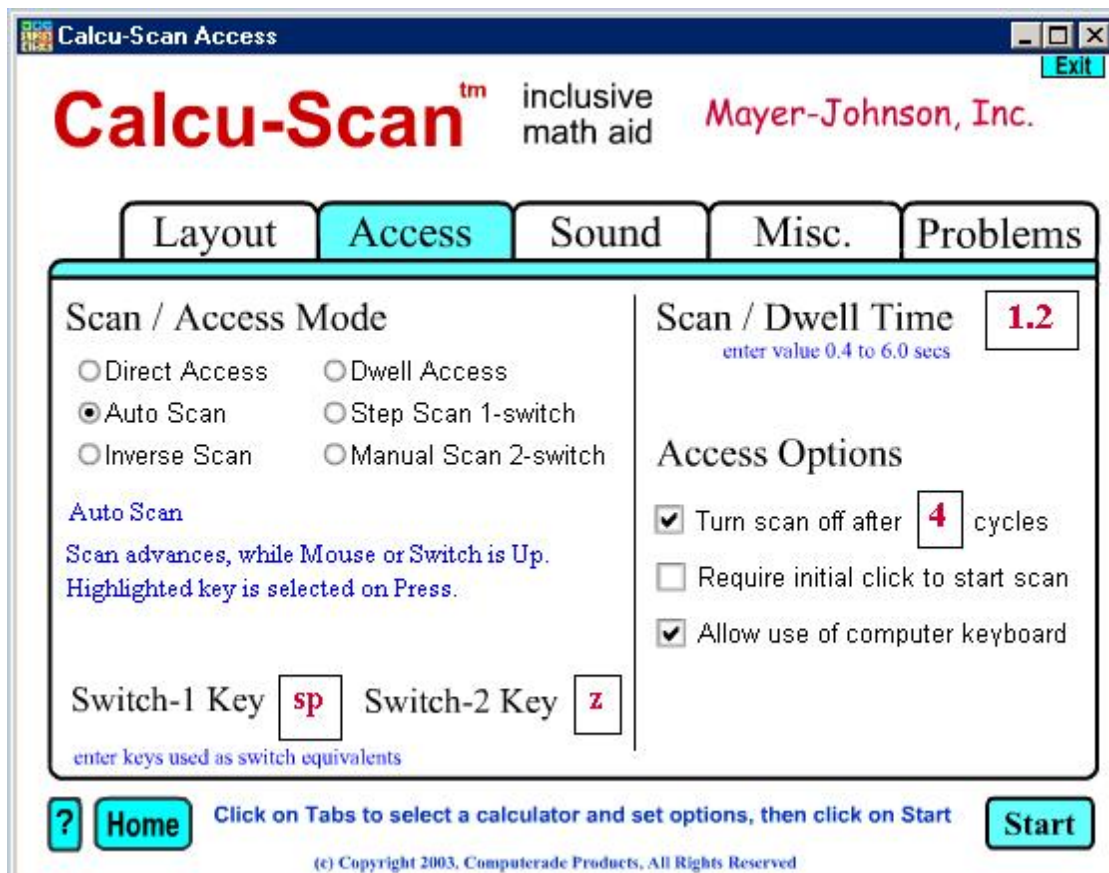 Calcu-Scan Access
Exit
Calcu-Scan tm
inclusive
math aid
Mayer-Johnson, Inc.
Layout Access Sound Misc. Problems
Scan / Access Mode
Direct Access Dwell Access
Auto Scan Step Scan 1-switch
Inverse Scan Manual Scan 2-switch
Auto Scan
Scan advances, while Mouse or Switch is Up.
Highlighted key is selected on Press.
Switch-1 Key sp Switch-2 Key z
enter keys used as switch equivalents
Scan / Dwell Time 1.2
enter value 0.4 to 6.0 secs
Access Options
Turn scan off after 4 cycles
Require initial click to start scan
Allow use of computer keyboard
? Home Click on Tabs to select a calculator and set options, then click on Start Start
(c) Copyright 2003, Computerade Products, All Rights Reserved